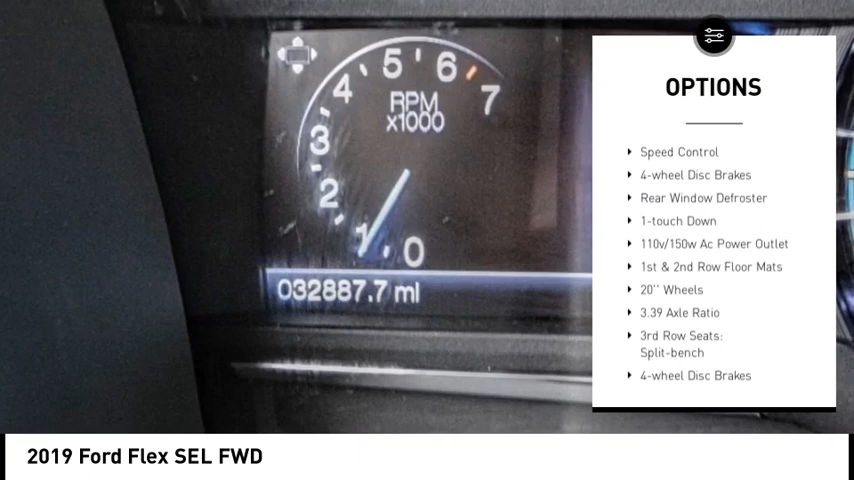 5 6
4 7
RPM
x1000
3
2
1 0
032887.7 mi
OPTIONS
Speed Control
4-wheel Disc Brakes
Rear Window Defroster
1-touch Down
110v/150w Ac Power Outlet
1st & 2nd Row Floor Mats
20'' Wheels
3.39 Axle Ratio
3rd Row Seats:
Split-bench
4-wheel Disc Brakes
2019 Ford Flex SEL FWD